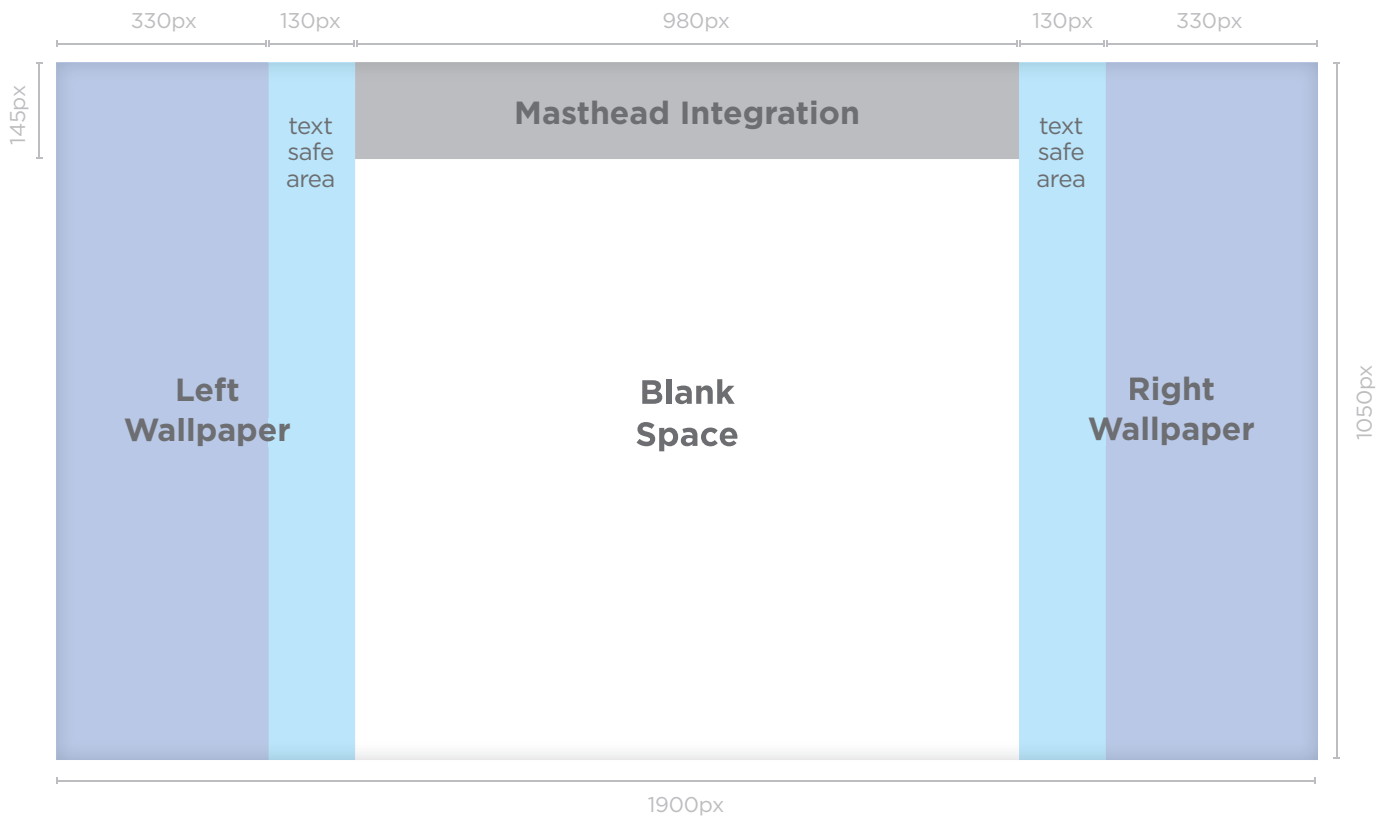 330px
130px
980px
130px
330px
145px
Masthead Integration
text
safe
area
text
safe
area
Left
Wallpaper
Blank
Space
Right
Wallpaper
1050px
1900px